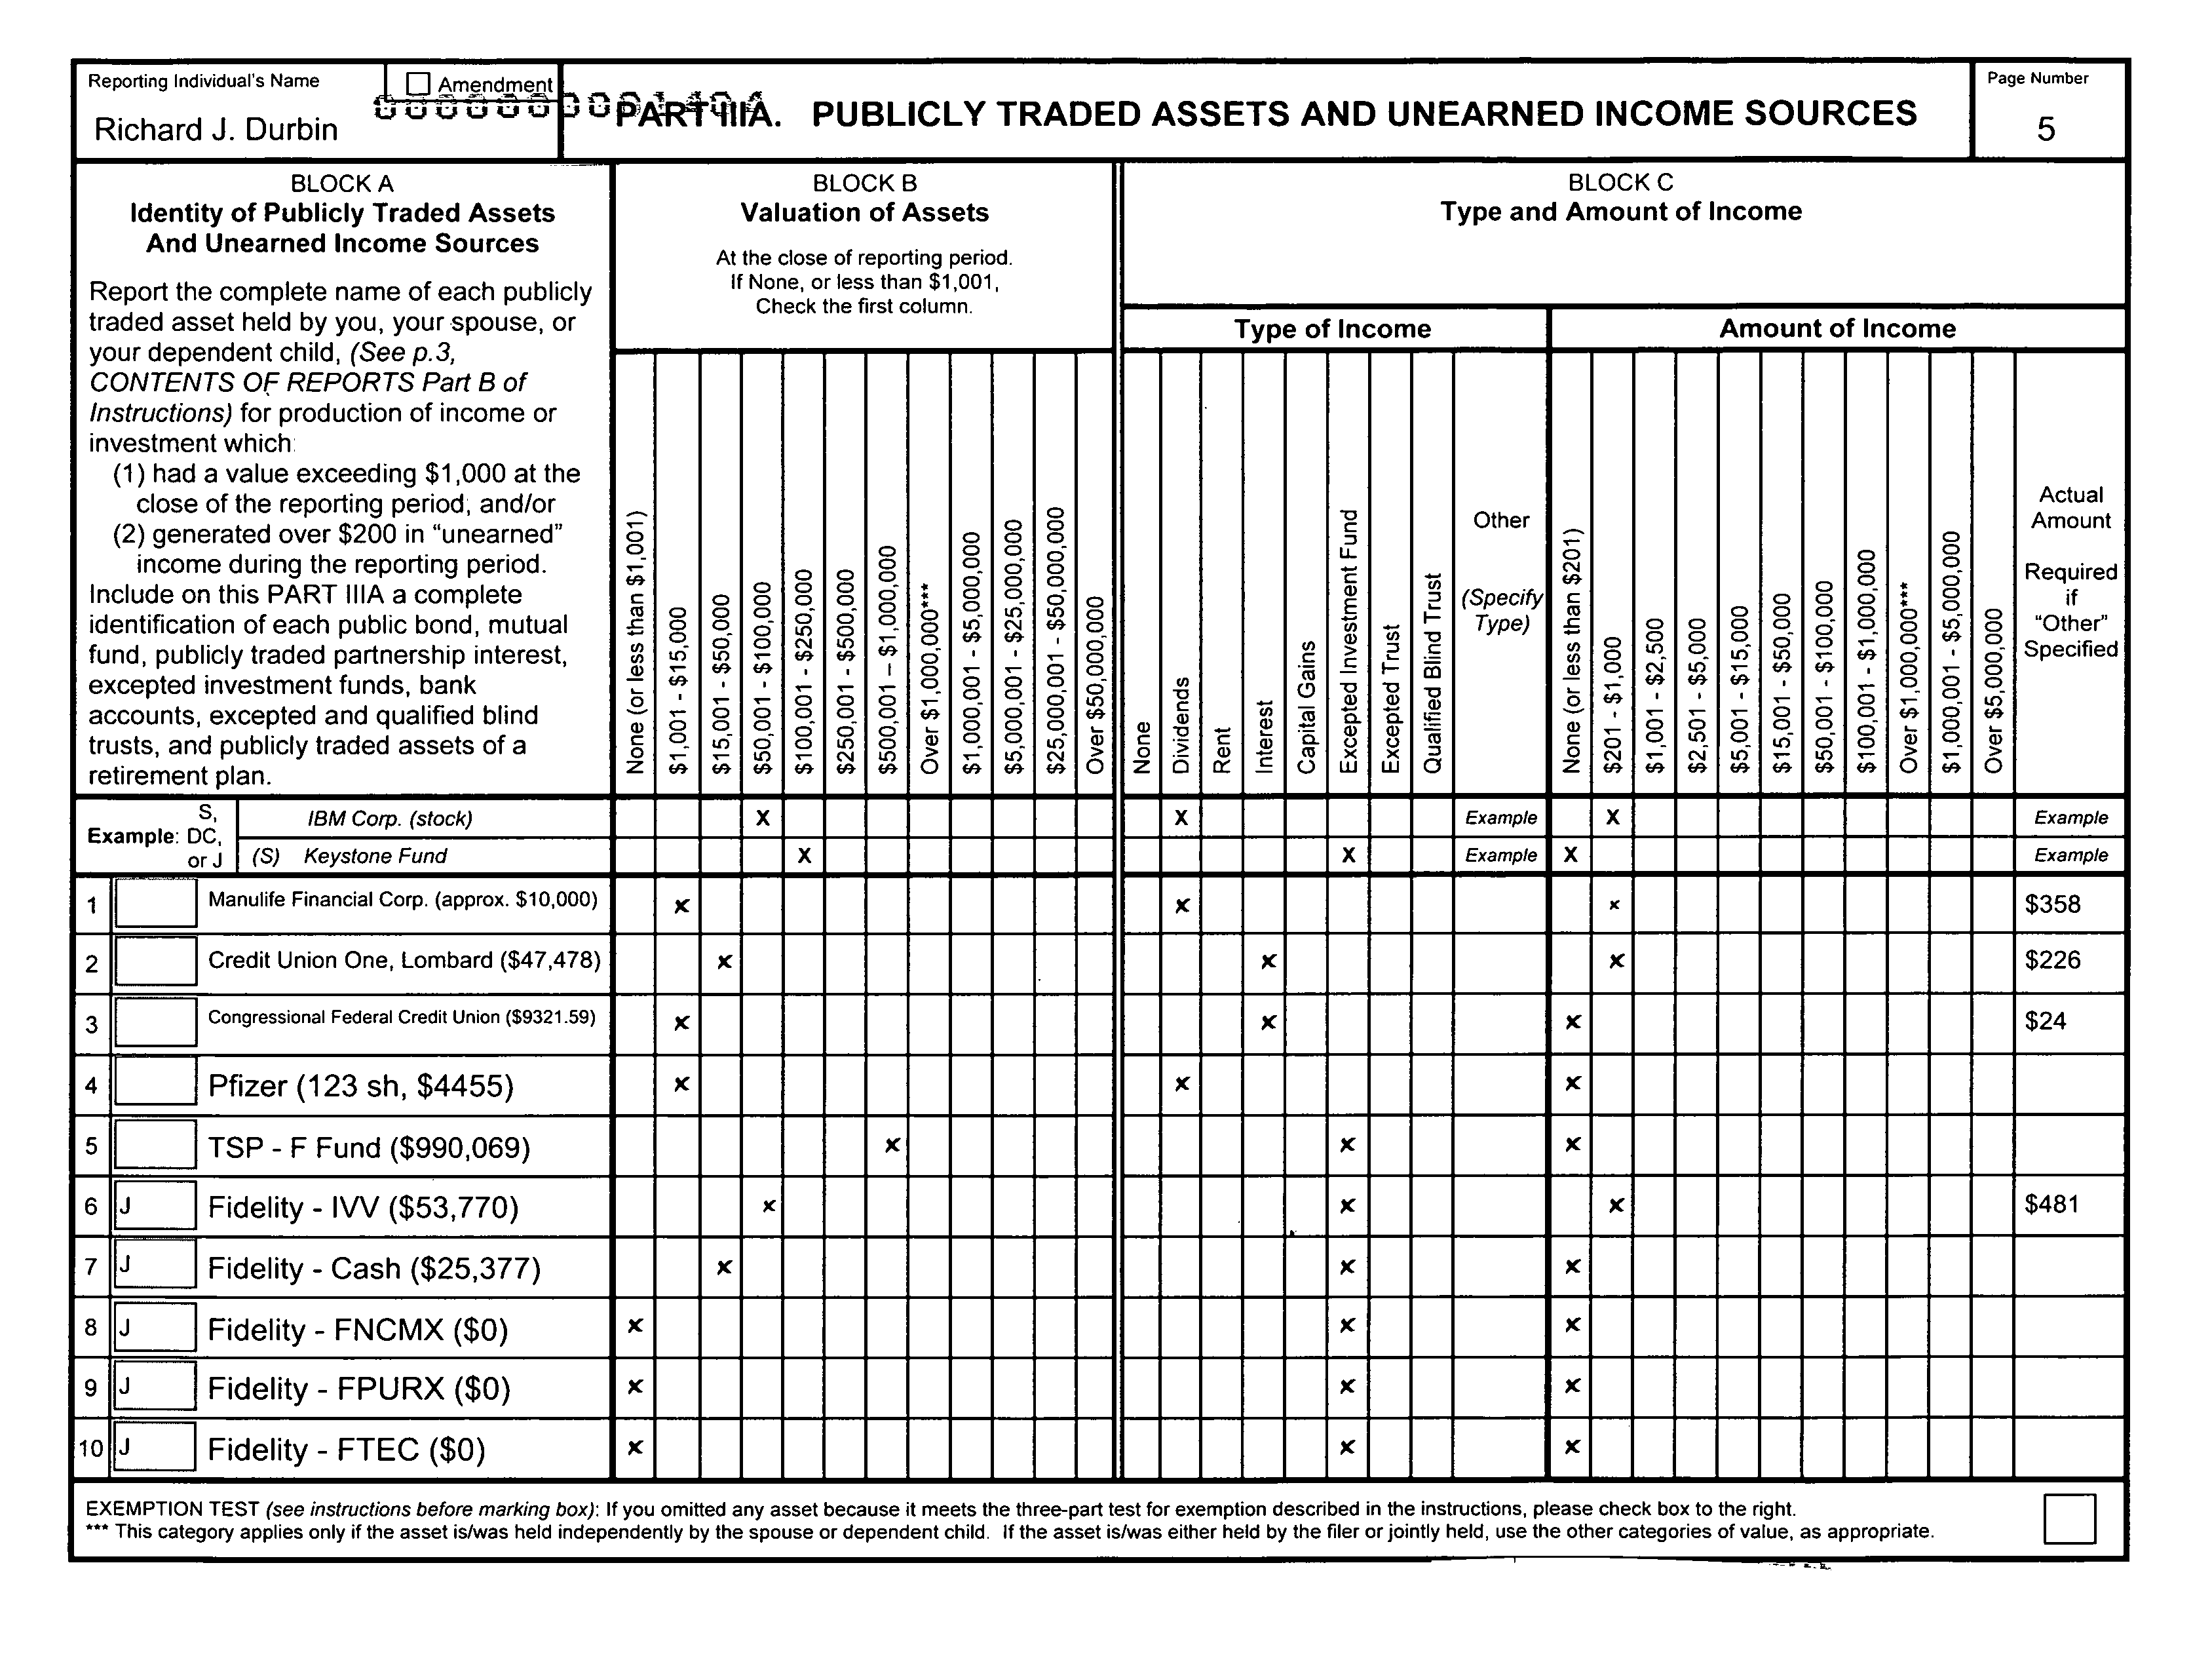 Reporting Individual's Name
Amendment
Richard J. Durbin
PART IIIA. PUBLICLY TRADED ASSETS AND UNEARNED INCOME SOURCES
Page Number
5
BLOCK A
Identity of Publicly Traded Assets
And Unearned Income Sources
Report the complete name of each publicly
traded asset held by you, your spouse, or
your dependent child, (See p.3,
CONTENTS OF REPORTS Part B of
Instructions) for production of income or
investment which:
(1) had a value exceeding $1,000 at the
close of the reporting period; and/or
(2) generated over $200 in “unearned”
income during the reporting period.
Include on this PART IIIA a complete
identification of each public bond, mutual
fund, publicly traded partnership interest,
excepted investment funds, bank
accounts, excepted and qualified blind
trusts, and publicly traded assets of a
retirement plan.
BLOCK B
Valuation of Assets
At the close of reporting period.
If None, or less than $1,001,
Check the first column.
None (or less than $1,001)
$1,001 - $15,000
$15,001 - $50,000
$50,001 - $100,000
$100,001 - $250,000
$250,001 - $500,000
$500,001 – $1,000,000
Over $1,000,000***
$1,000,001 - $5,000,000
$5,000,001 - $25,000,000
$25,000,001 - $50,000,000
Over $50,000,000
BLOCK C
Type and Amount of Income
Type of Income
None
Dividends
Rent
Interest
Capital Gains
Excepted Investment Fund
Excepted Trust
Qualified Blind Trust
Other
(Specify
Type)
Amount of Income
None (or less than $201)
$201 - $1,000
$1,001 - $2,500
$2,501 - $5,000
$5,001 - $15,000
$15,001 - $50,000
$50,001 - $100,000
$100,001 - $1,000,000
Over $1,000,000***
$1,000,001 - $5,000,000
Over $5,000,000
Actual
Amount
Required
if
“Other”
Specified
Example: S, DC, or J
IBM Corp. (stock) X X Example X Example
(S) Keystone Fund X X Example X Example
1 Manulife Financial Corp. (approx. $10,000) x x x $358
2 Credit Union One, Lombard ($47,478) x x x $226
3 Congressional Federal Credit Union ($9321.59) x x x $24
4 Pfizer (123 sh, $4455) x x x
5 TSP - F Fund ($990,069) x x x
6 J Fidelity - IVV ($53,770) x x x $481
7 J Fidelity - Cash ($25,377) x x x
8 J Fidelity - FNCMX ($0) x x x
9 J Fidelity - FPURX ($0) x x x
10 J Fidelity - FTEC ($0) x x x
EXEMPTION TEST (see instructions before marking box): If you omitted any asset because it meets the three-part test for exemption described in the instructions, please check box to the right.
*** This category applies only if the asset is/was held independently by the spouse or dependent child. If the asset is/was either held by the filer or jointly held, use the other categories of value, as appropriate.